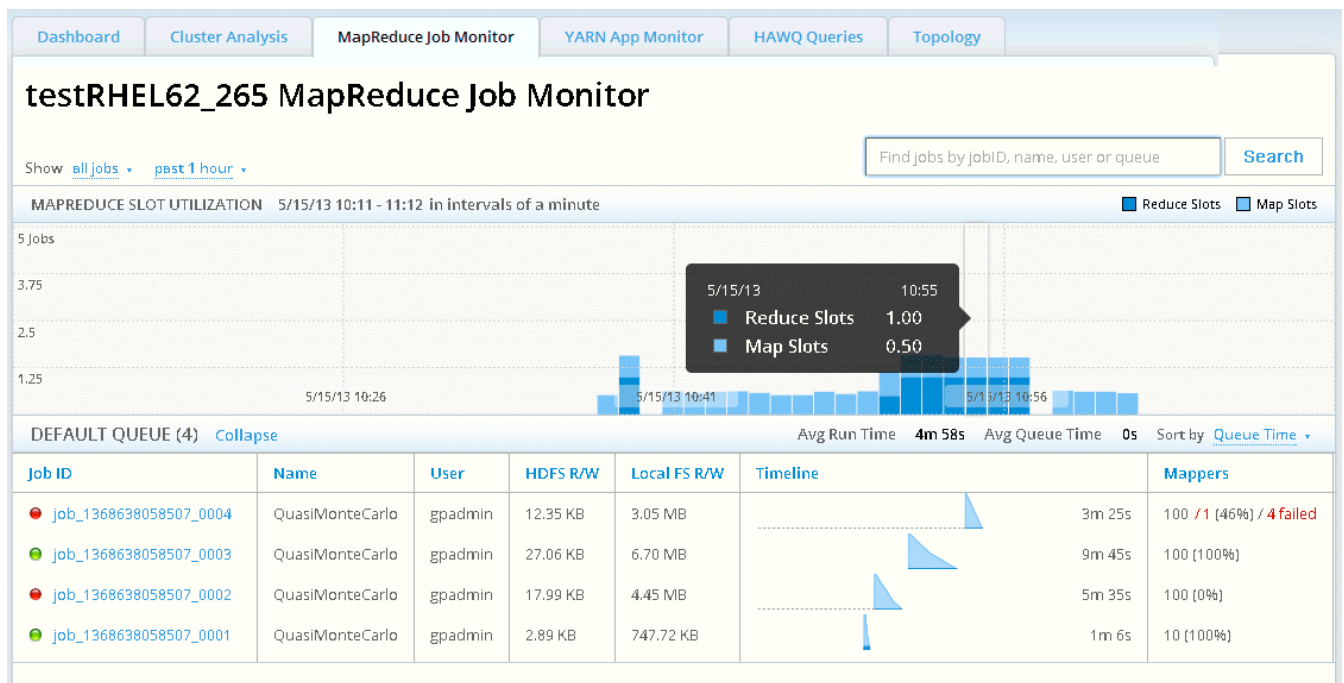 Dashboard Cluster Analysis MapReduce Job Monitor YARN App Monitor HAWQ Queries Topology
testRHEL62_265 MapReduce Job Monitor
Show all jobs past 1 hour Find jobs by jobID, name, user or queue Search
MAPREDUCE SLOT UTILIZATION 5/15/13 10:11 - 11:12 in intervals of a minute Reduce Slots Map Slots
5 Jobs
3.75
5/15/13 10:55
Reduce Slots 1.00
2.5
Map Slots 0.50
1.25
5/15/13 10:26 5/15/13 10:41 5/15/13 10:56
DEFAULT QUEUE (4) Collapse Avg Run Time 4m 58s Avg Queue Time 0s Sort by Queue Time
Job ID Name User HDFS R/W Local FS R/W Timeline Mappers
job_1368638058507_0004 QuasiMonteCarlo gpadmin 12.35 KB 3.05 MB 3m 25s 100 / 1 (46%) / 4 failed
job_1368638058507_0003 QuasiMonteCarlo gpadmin 27.06 KB 6.70 MB 9m 45s 100 (100%)
job_1368638058507_0002 QuasiMonteCarlo gpadmin 17.99 KB 4.45 MB 5m 35s 100 (0%)
job_1368638058507_0001 QuasiMonteCarlo gpadmin 2.89 KB 747.72 KB 1m 6s 10 (100%)